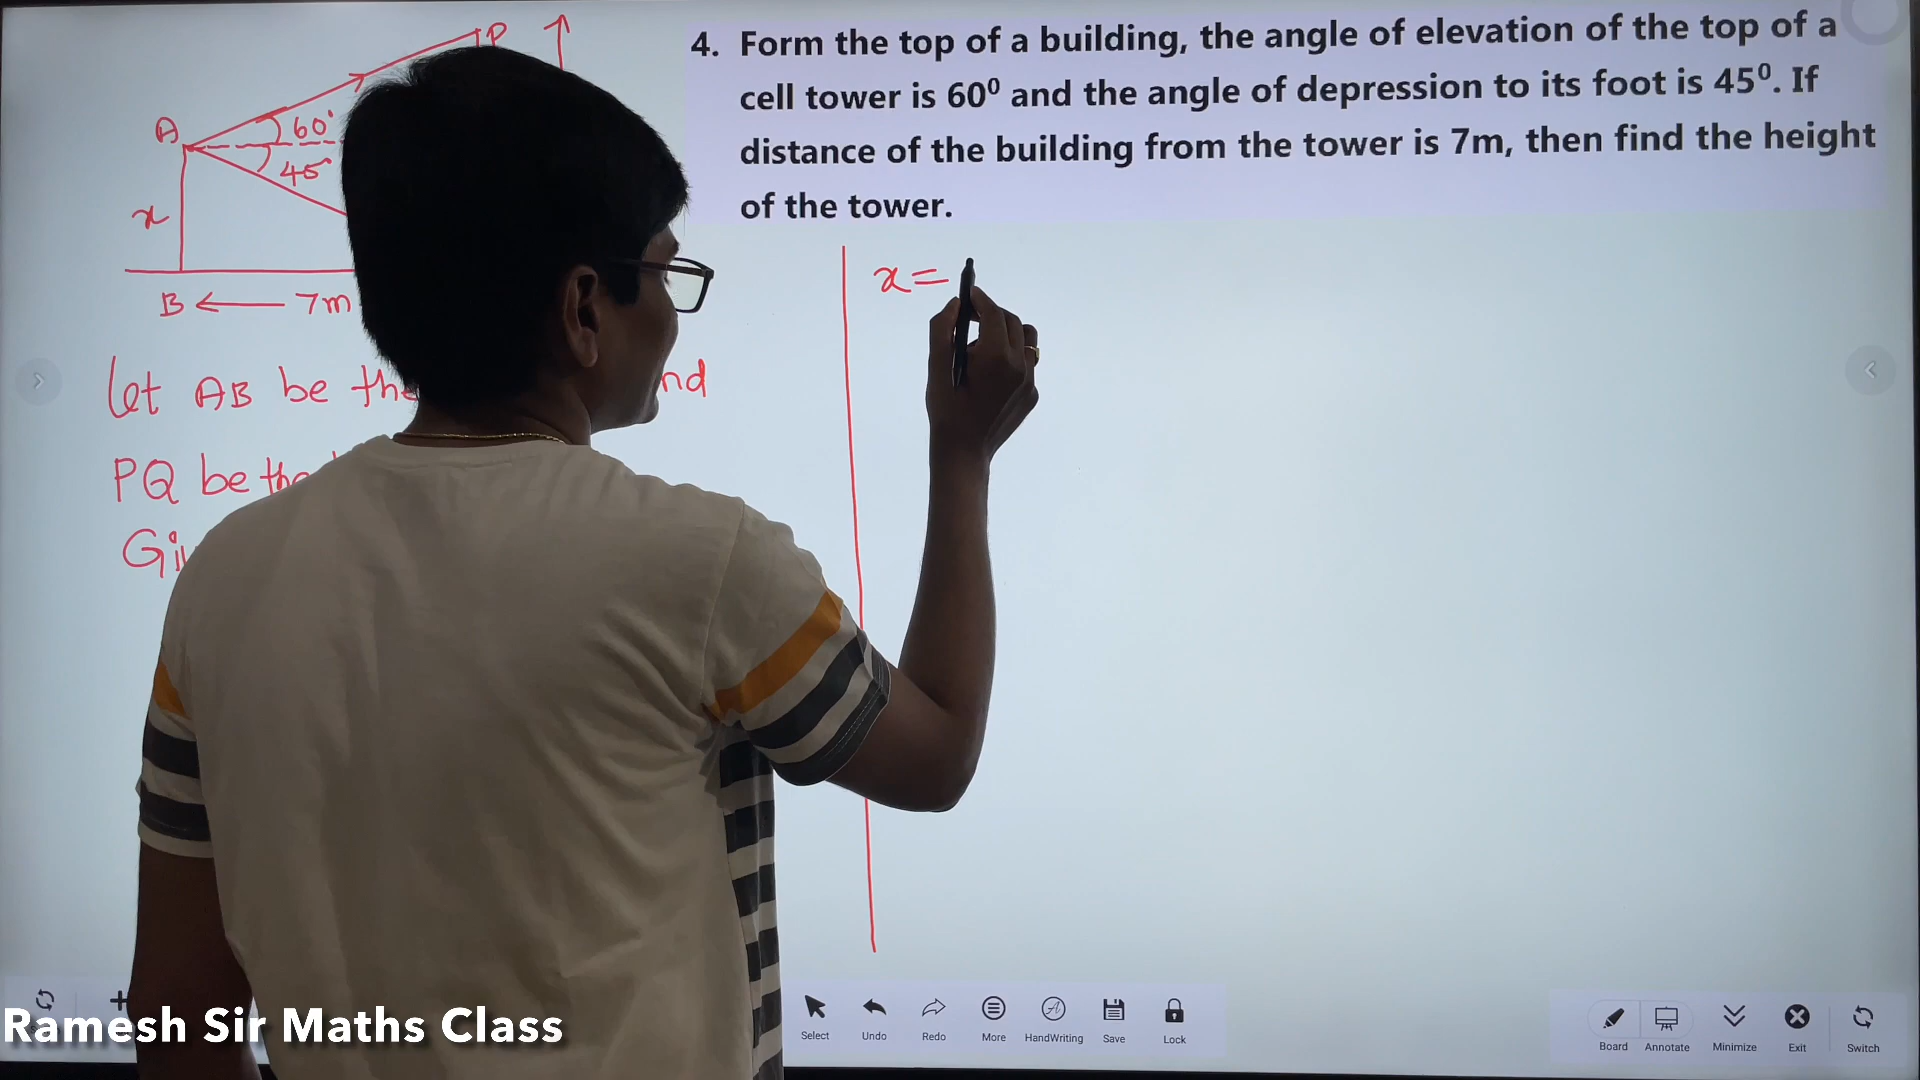 4. Form the top of a building, the angle of elevation of the top of a
cell tower is 60⁰ and the angle of depression to its foot is 45⁰. If
distance of the building from the tower is 7m, then find the height
of the tower.
P
A
60°
45°
x
B ← 7m
Let AB be the nd
PQ be the
x =
Ramesh Sir Maths Class
Select Undo Redo More HandWriting Save Lock
Board Annotate Minimize Exit Switch